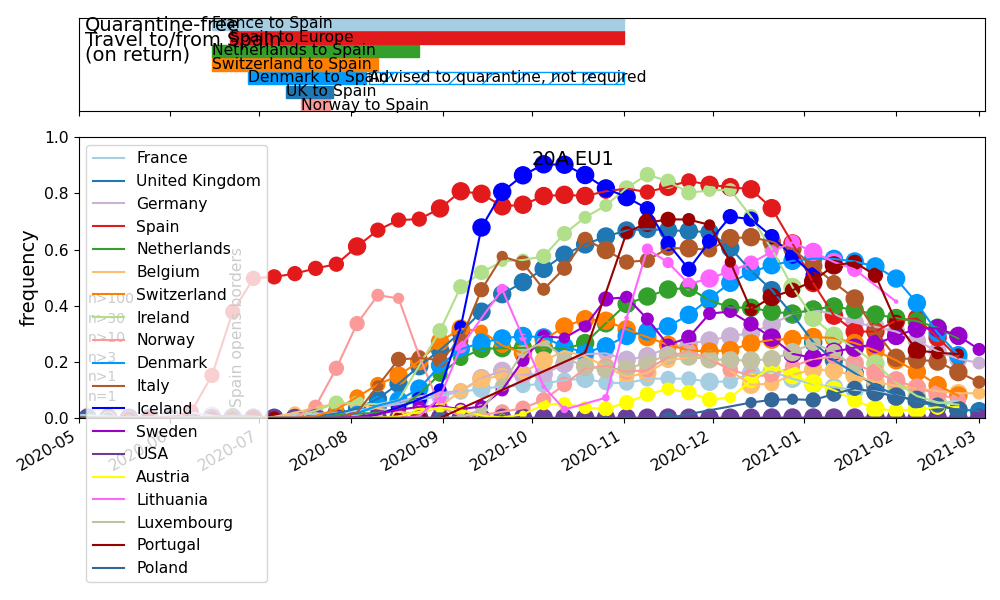 Quarantine-free
Travel to/from Spain
(on return)
France to Spain
Spain to Europe
Netherlands to Spain
Switzerland to Spain
Denmark to Spain
Advised to quarantine, not required
UK to Spain
Norway to Spain
20A.EU1
frequency
1.0
0.8
0.6
0.4
0.2
0.0
France
United Kingdom
Germany
Spain
Netherlands
Belgium
Switzerland
Ireland
Norway
Denmark
Italy
Iceland
Sweden
USA
Austria
Lithuania
Luxembourg
Portugal
Poland
n>100
n>30
n>10
n>3
n>1
n=1
Spain opens borders
2020-05
2020-06
2020-07
2020-08
2020-09
2020-10
2020-11
2020-12
2021-01
2021-02
2021-03